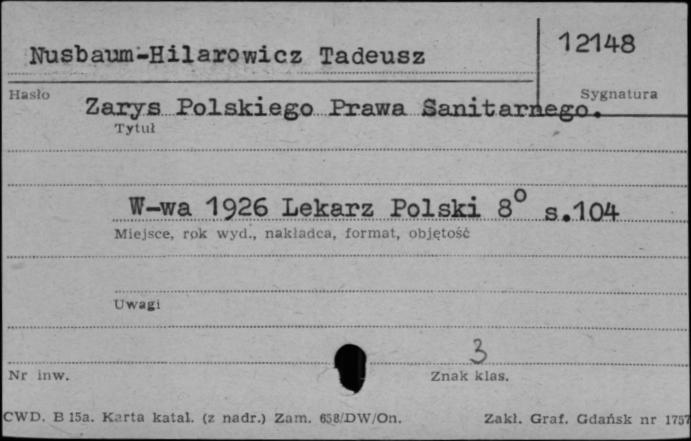 Nusbaum-Hilarowicz Tadeusz
12148
Hasło
Sygnatura
Zarys Polskiego Prawa Sanitarnego.
Tytuł
W-wa 1926 Lekarz Polski 8° s.104
Miejsce, rok wyd., nakładca, format, objętość
Uwagi
3
Nr inw.
Znak klas.
CWD. B 15a. Karta katal. (z nadr.) Zam. 658/DW/On.
Zakł. Graf. Gdańsk nr 1757